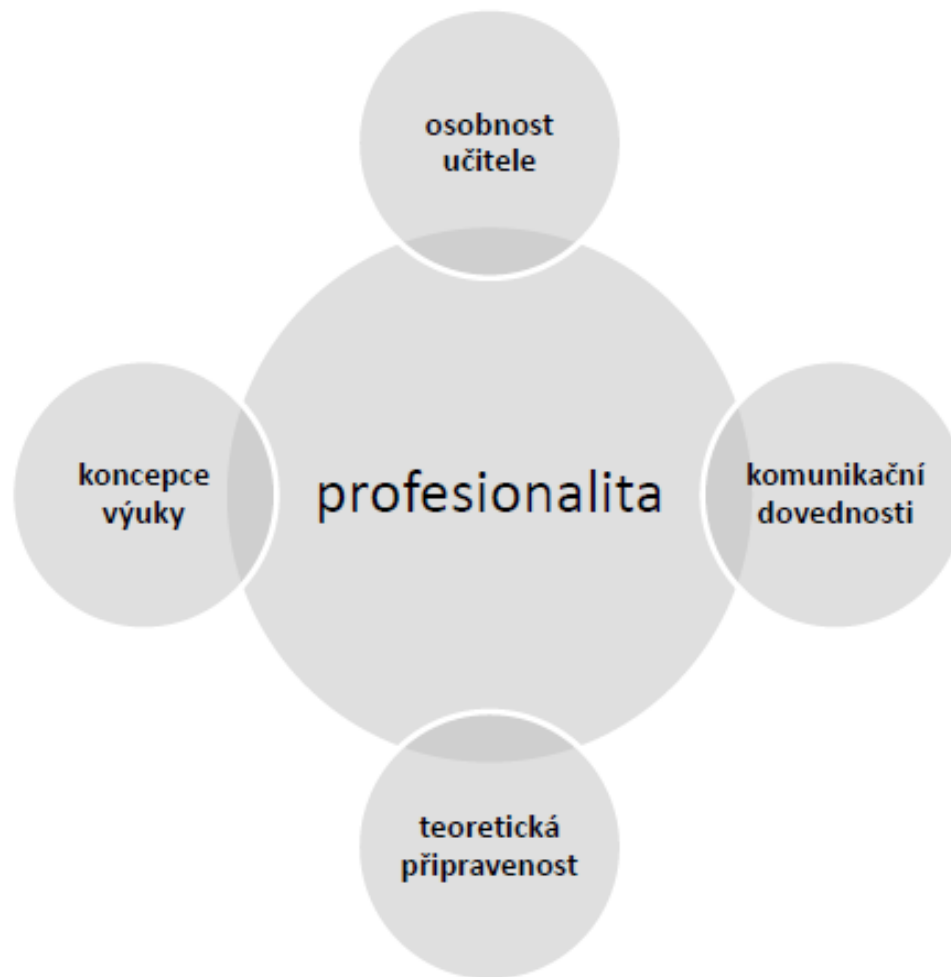 osobnost
učitele
koncepce
výuky
profesionalita
komunikační
dovednosti
teoretická
připravenost